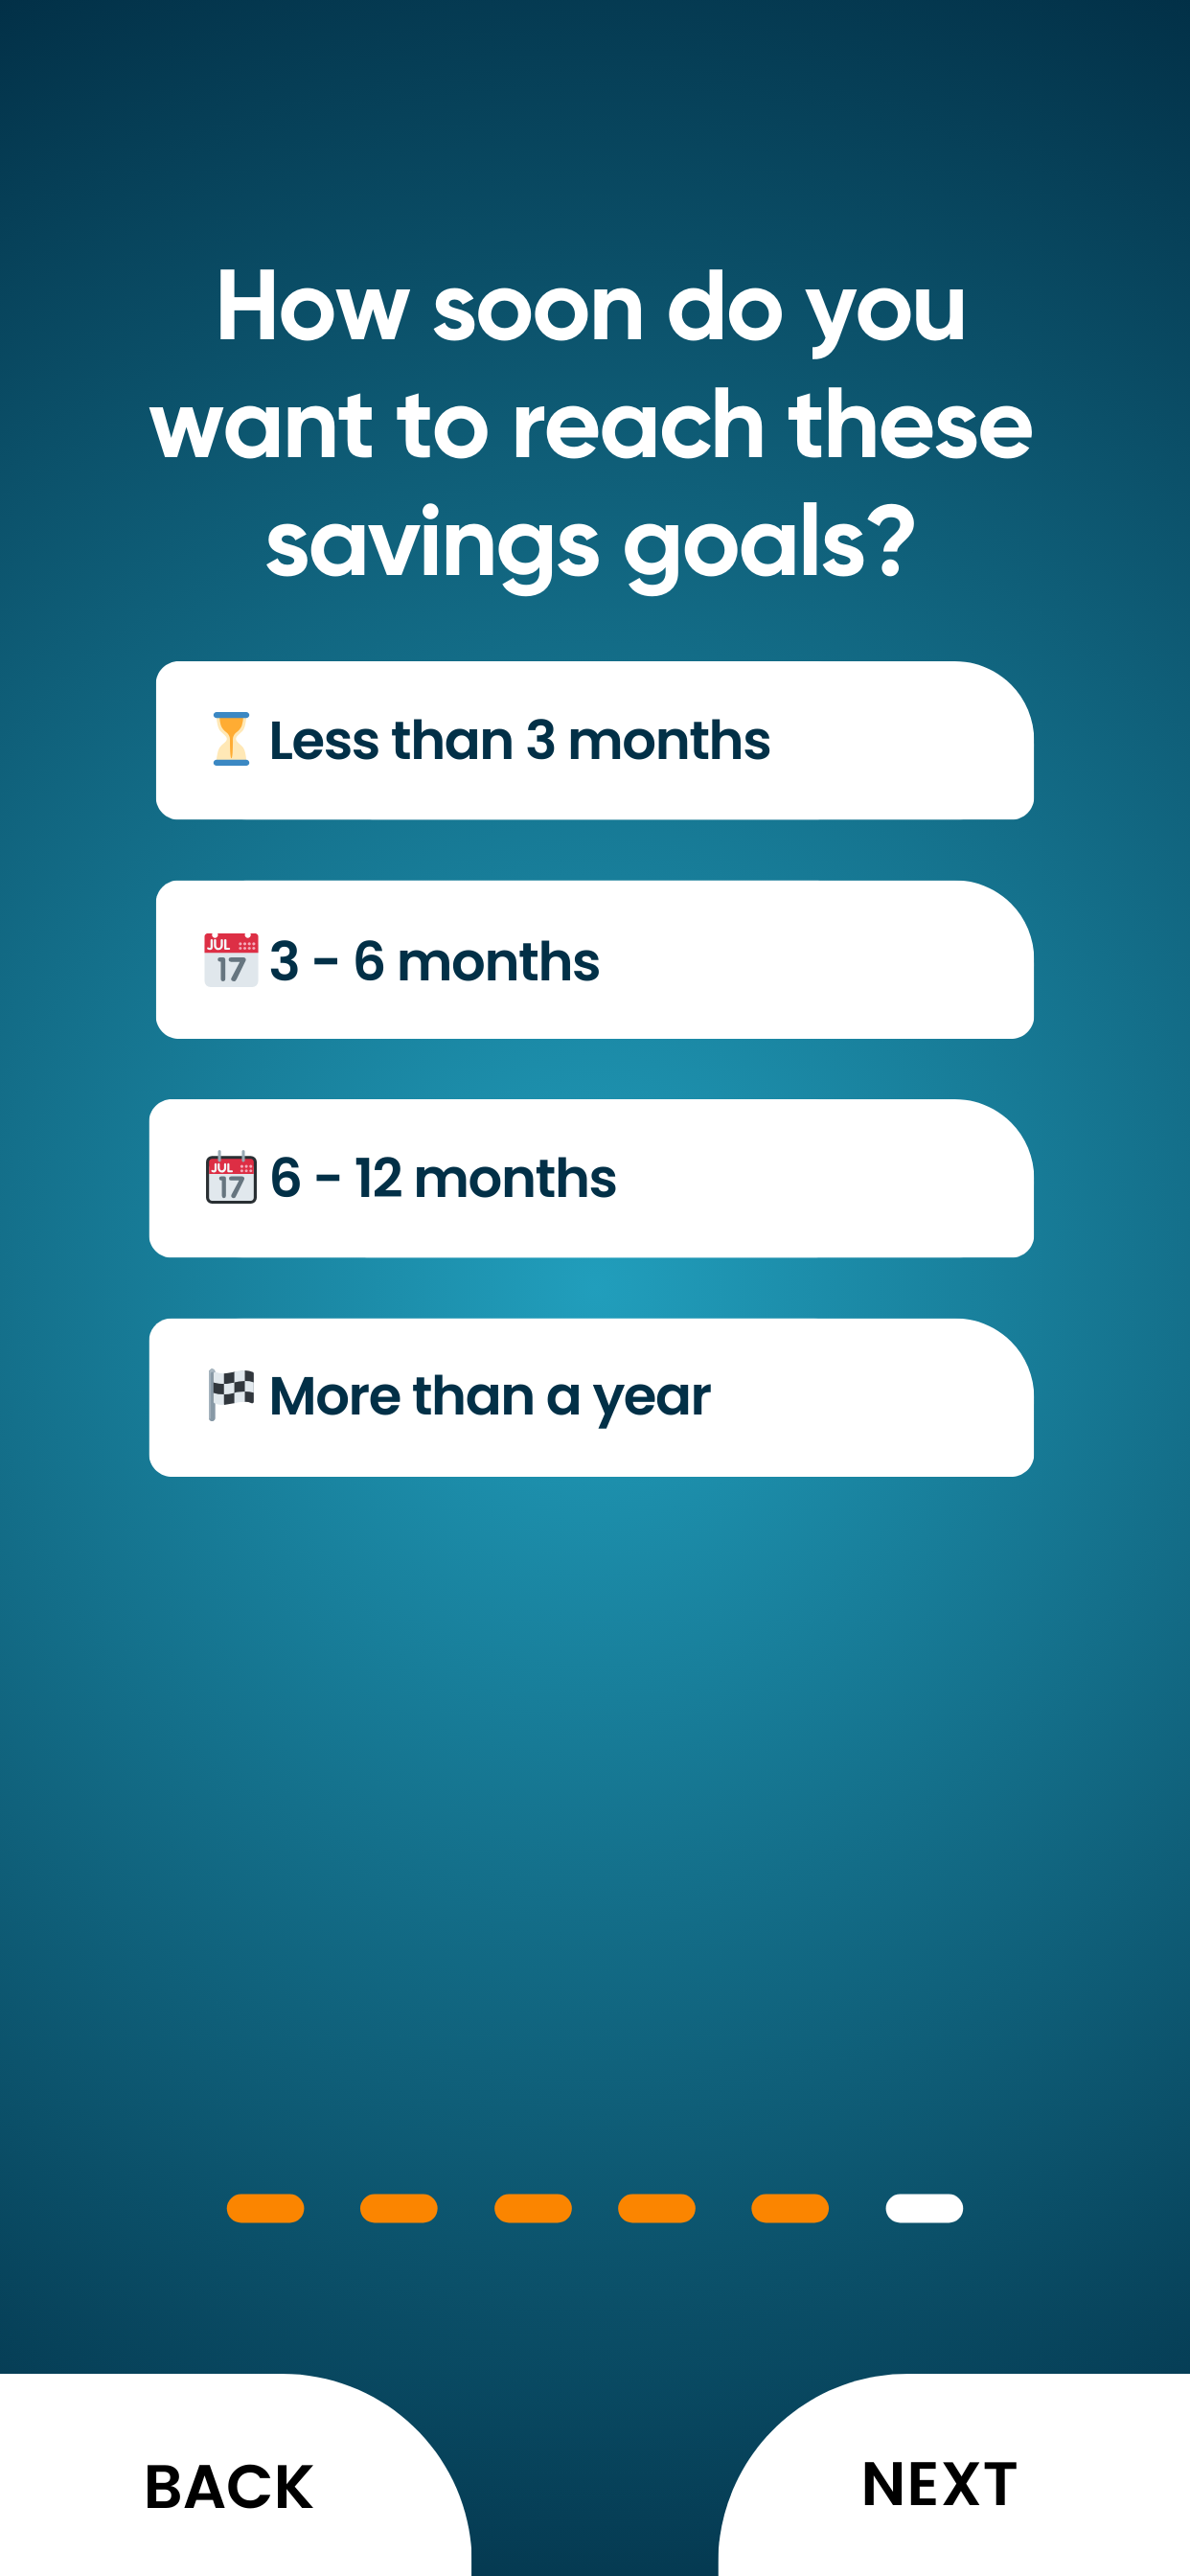 How soon do you
want to reach these
savings goals?
⏳ Less than 3 months
📅 3 - 6 months
📆 6 - 12 months
🏁 More than a year
BACK
NEXT